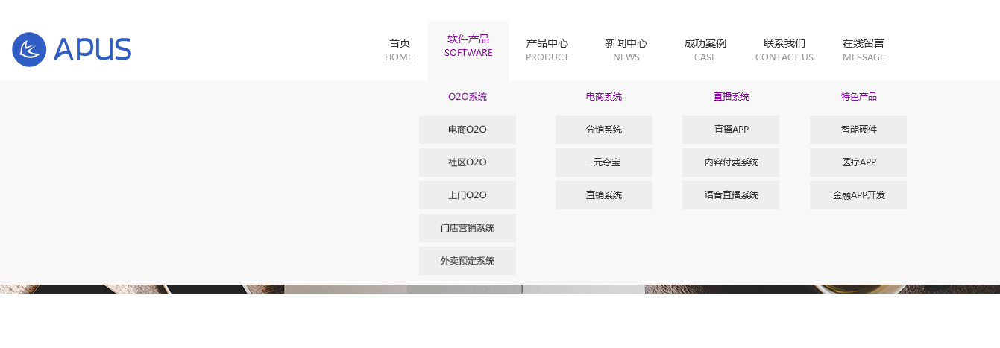 APUS
首页
HOME
软件产品
SOFTWARE
产品中心
PRODUCT
新闻中心
NEWS
成功案例
CASE
联系我们
CONTACT US
在线留言
MESSAGE
O2O系统
电商O2O
社区O2O
上门O2O
门店营销系统
外卖预定系统
电商系统
分销系统
一元夺宝
直销系统
直播系统
直播APP
内容付费系统
语音直播系统
特色产品
智能硬件
医疗APP
金融APP开发